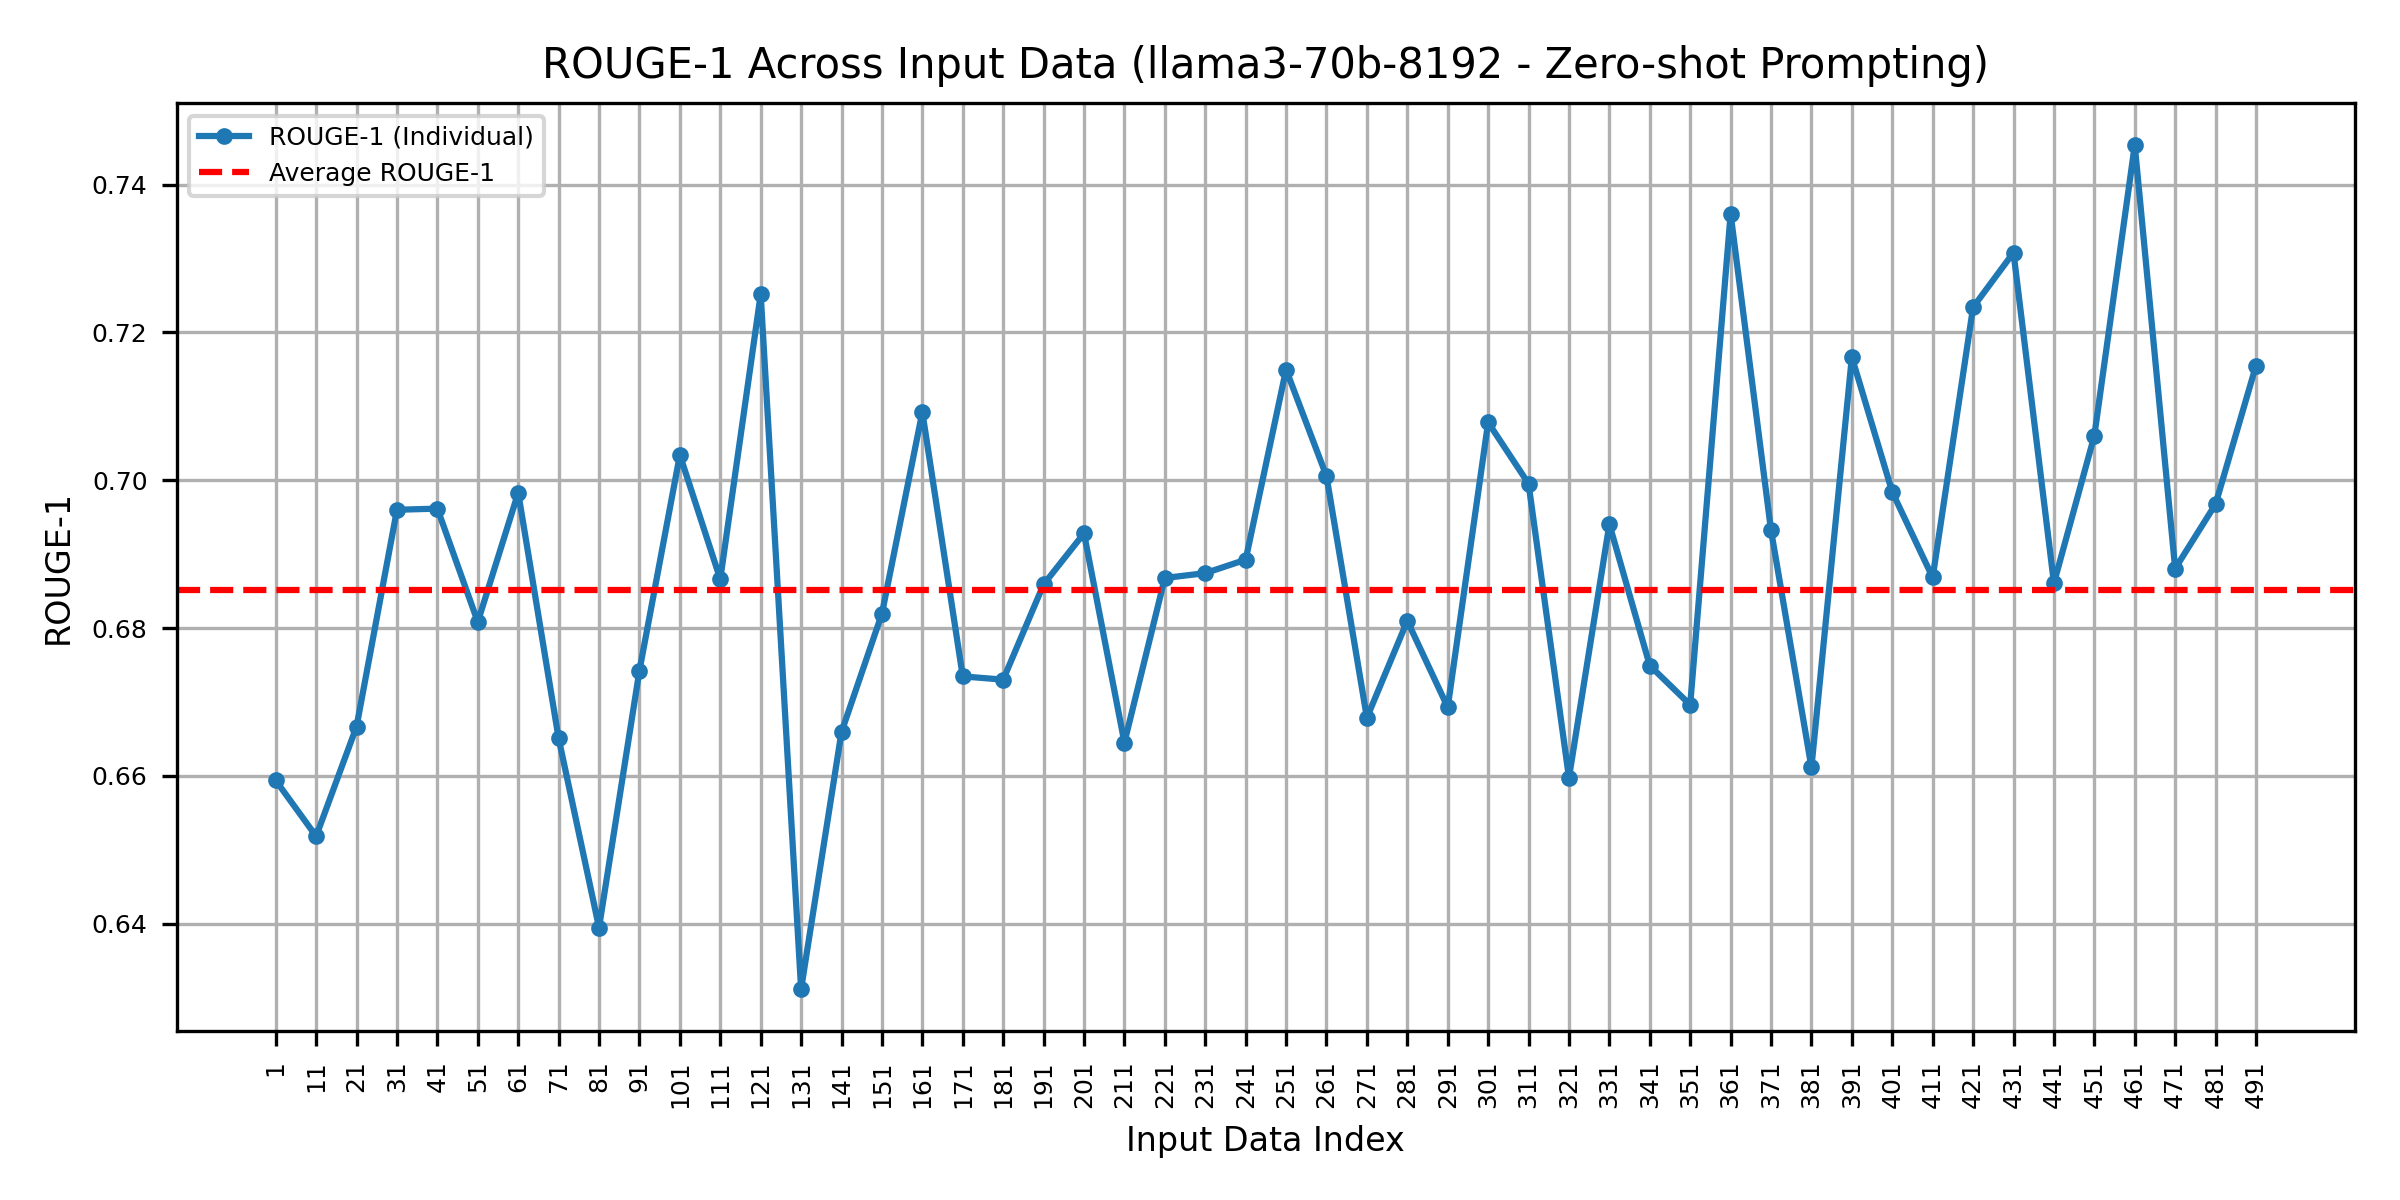 ROUGE-1 Across Input Data (llama3-70b-8192 - Zero-shot Prompting)
ROUGE-1 (Individual)
Average ROUGE-1
0.74
0.72
0.70
0.68
0.66
0.64
ROUGE-1
1 11 21 31 41 51 61 71 81 91 101 111 121 131 141 151 161 171 181 191 201 211 221 231 241 251 261 271 281 291 301 311 321 331 341 351 361 371 381 391 401 411 421 431 441 451 461 471 481 491
Input Data Index